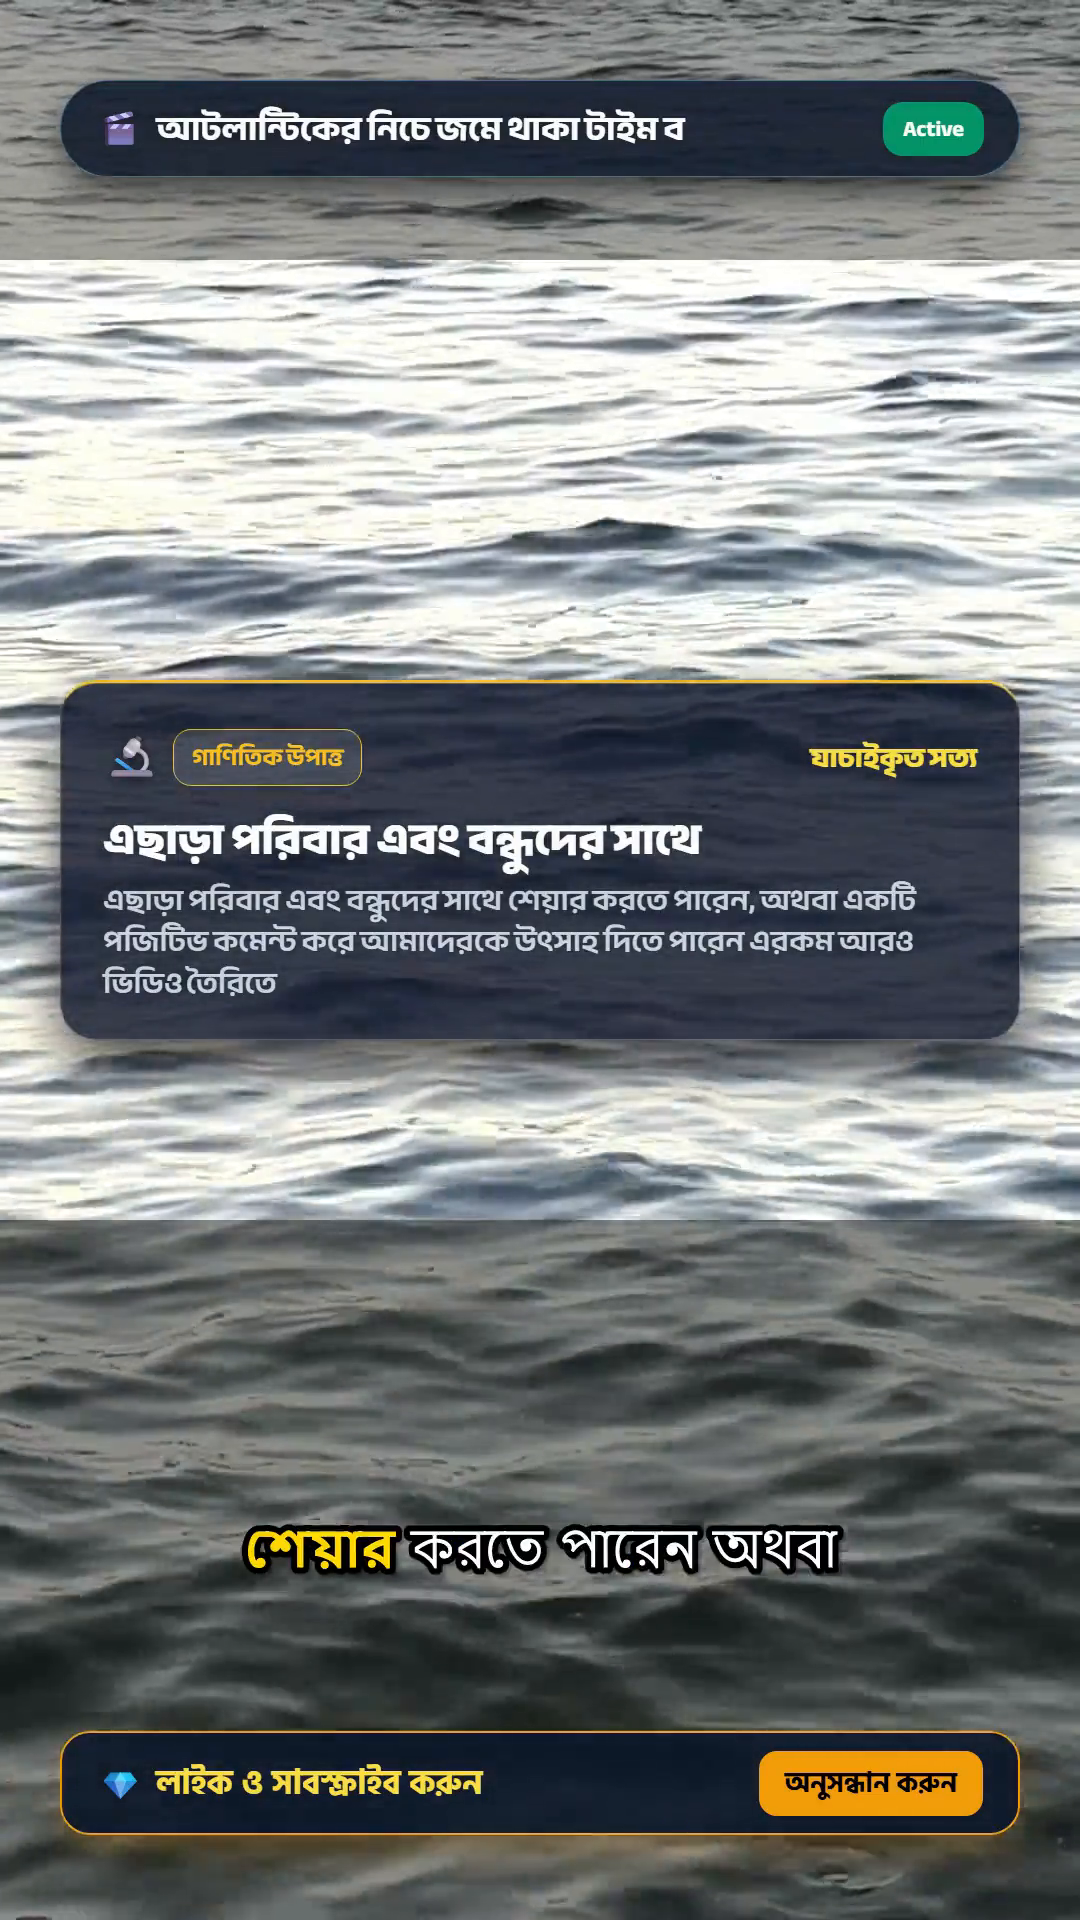 আটলান্টিকের নিচে জমে থাকা টাইম ব
Active
গাণিতিক উপাত্ত
যাচাইকৃত সত্য
এছাড়া পরিবার এবং বন্ধুদের সাথে
এছাড়া পরিবার এবং বন্ধুদের সাথে শেয়ার করতে পারেন, অথবা একটি
পজিটিভ কমেন্ট করে আমাদেরকে উৎসাহ দিতে পারেন এরকম আরও
ভিডিও তৈরিতে
শেয়ার করতে পারেন অথবা
লাইক ও সাবস্ক্রাইব করুন
অনুসন্ধান করুন